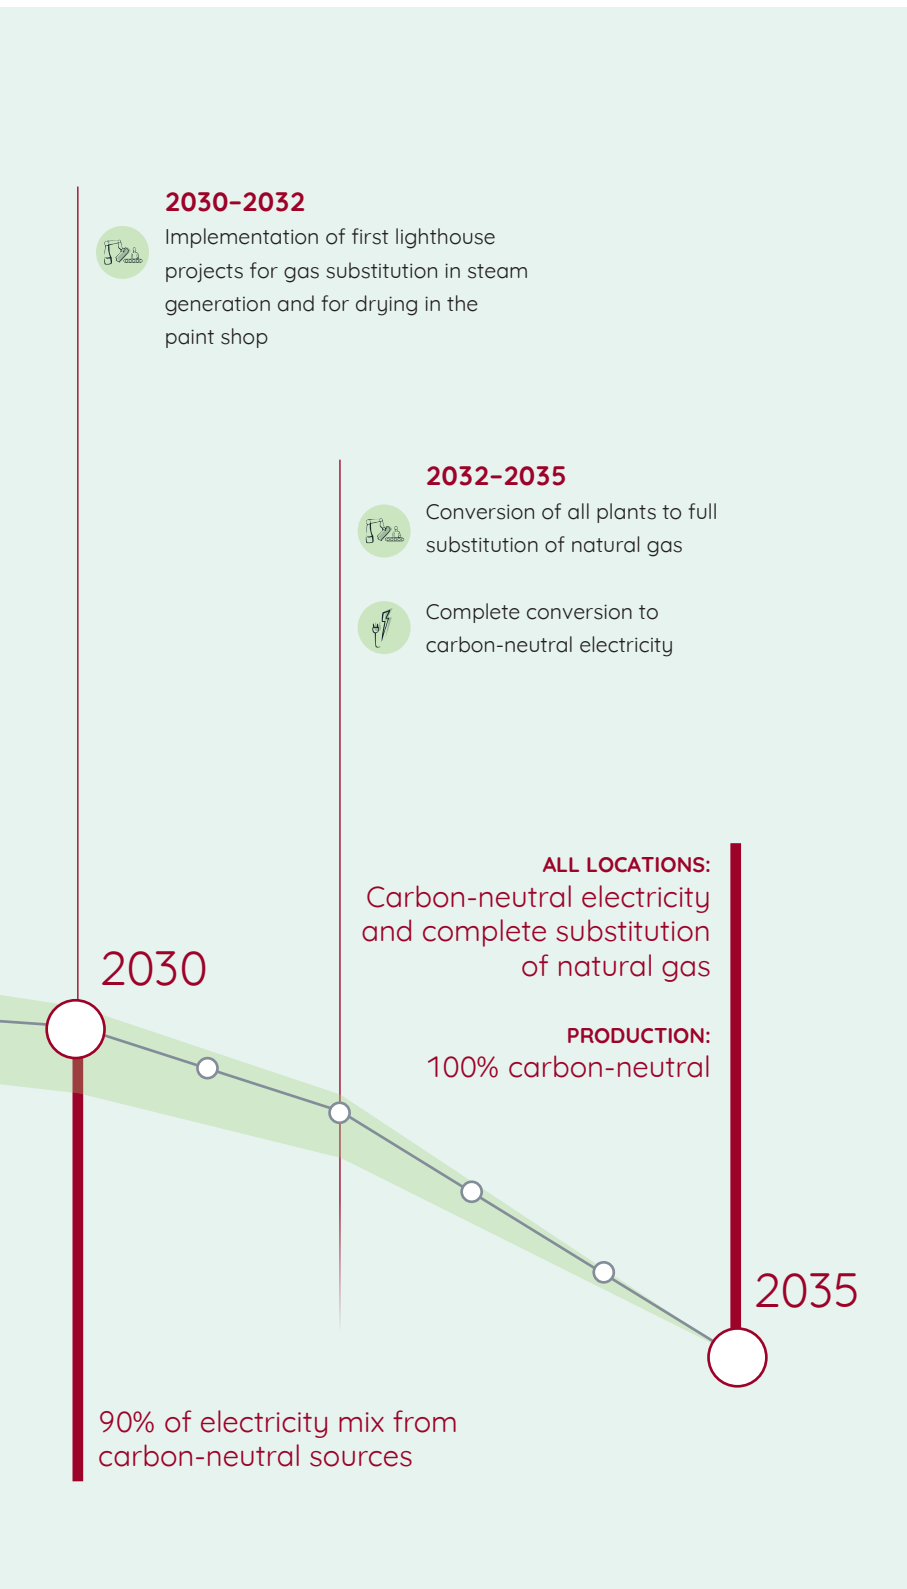 2030–2032
Implementation of first lighthouse
projects for gas substitution in steam
generation and for drying in the
paint shop
2032–2035
Conversion of all plants to full
substitution of natural gas
Complete conversion to
carbon-neutral electricity
ALL LOCATIONS:
Carbon-neutral electricity
and complete substitution
of natural gas
PRODUCTION:
100% carbon-neutral
2030
2035
90% of electricity mix from
carbon-neutral sources